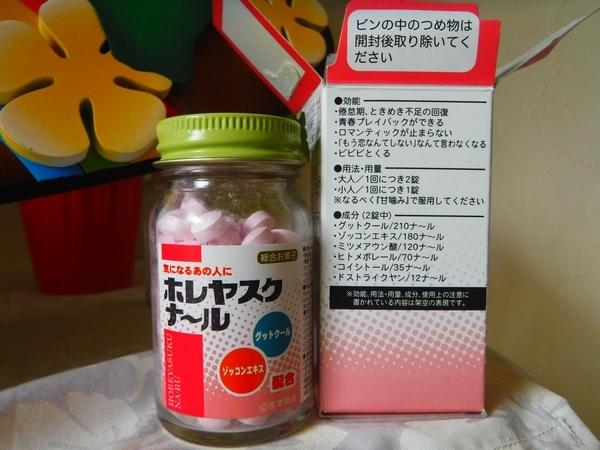 ビンの中のつめ物は
開封後取り除いてく
ださい
●効能
・倦怠期、ときめき不足の回復
・青春プレイバックができる
・ロマンティックが止まらない
・「もう恋なんてしない」なんて言わなくなる
・ビビビとくる
●用法・用量
・大人/1回につき2錠
・小人/1回につき1錠
※なるべく『甘噛み』で服用してください
●成分(2錠中)
・グットクール/210ナ〜ル
・ゾッコンエキス/180ナ〜ル
・ミツメアウン酸/120ナ〜ル
・ヒトメボレール/70ナ〜ル
・コイシトール/35ナ〜ル
・ドストライクヤン/12ナ〜ル
※効能、用法・用量、成分、使用上の注意に
書かれている内容は架空の表現です。
総合お菓子
気になるあの人に
ホレヤスク
ナ〜ル
グットクール
ゾッコンエキス
配合
HOREYASUKU
NA-RU
©吉本興業